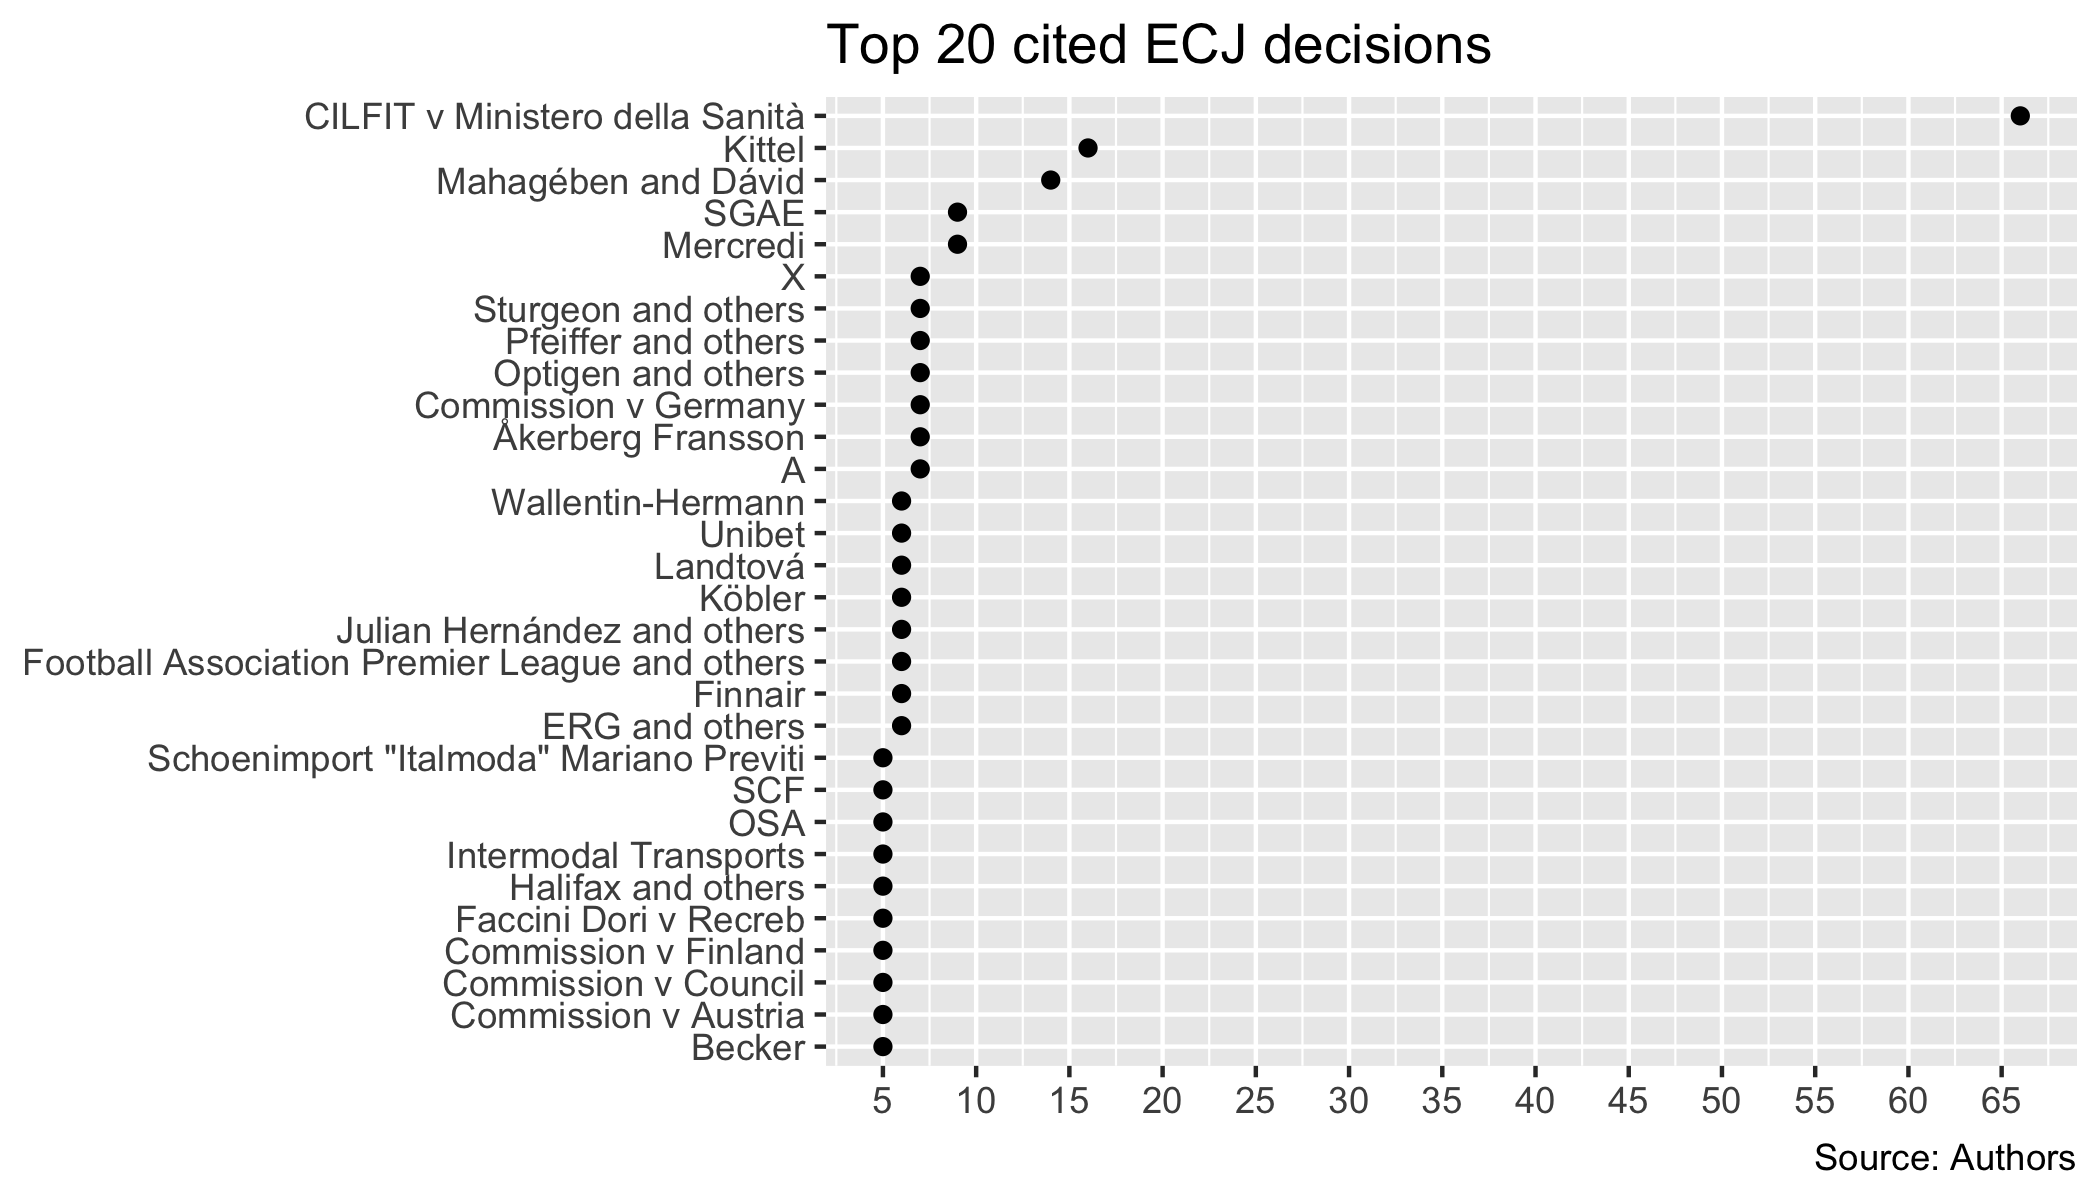 Top 20 cited ECJ decisions
CILFIT v Ministero della Sanità
Kittel
Mahagében and Dávid
SGAE
Mercredi
X
Sturgeon and others
Pfeiffer and others
Optigen and others
Commission v Germany
Åkerberg Fransson
A
Wallentin-Hermann
Unibet
Landtová
Köbler
Julian Hernández and others
Football Association Premier League and others
Finnair
ERG and others
Schoenimport "Italmoda" Mariano Previti
SCF
OSA
Intermodal Transports
Halifax and others
Faccini Dori v Recreb
Commission v Finland
Commission v Council
Commission v Austria
Becker
5 10 15 20 25 30 35 40 45 50 55 60 65
Source: Authors